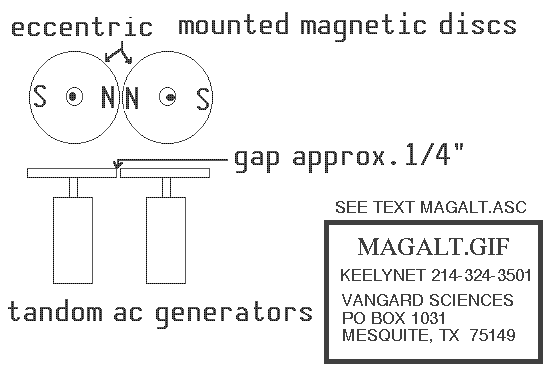 eccentric mounted magnetic discs
S N N S
gap approx. 1/4"
SEE TEXT MAGALT.ASC
MAGALT.GIF
KEELYNET 214-324-3501
VANGARD SCIENCES
PO BOX 1031
MESQUITE, TX 75149
tandom ac generators